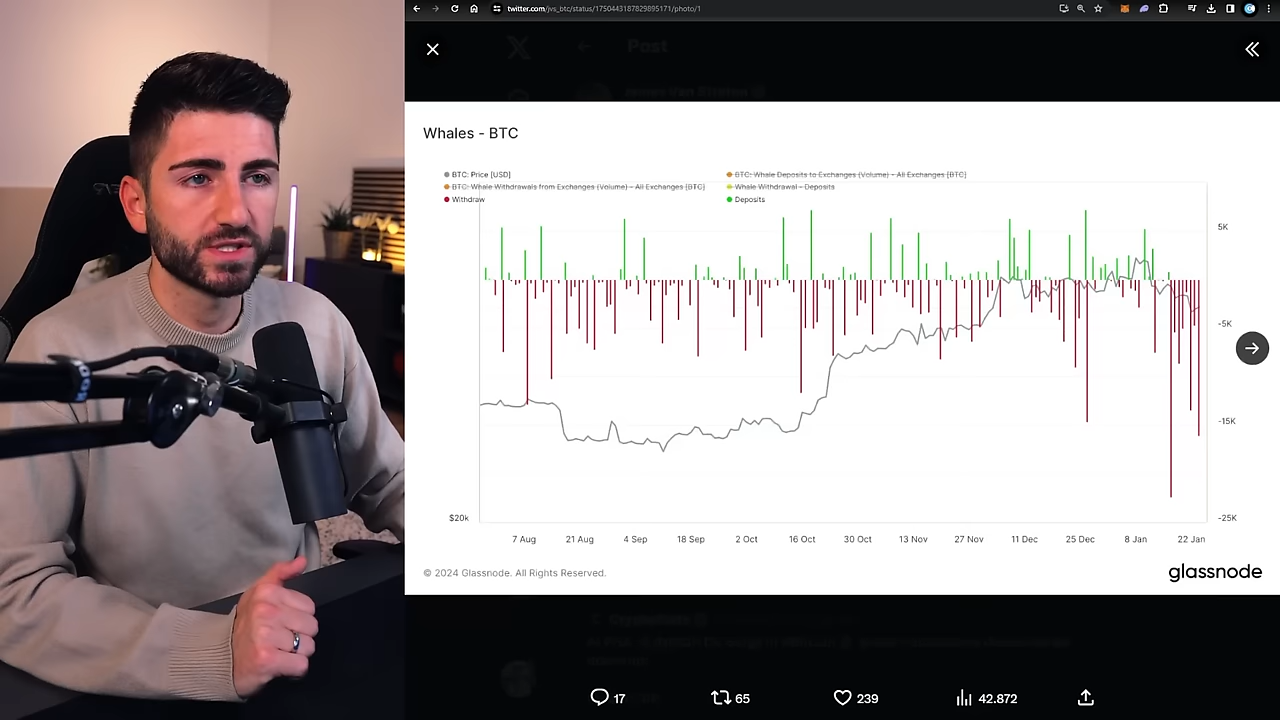 twitter.com/jvs_btc/status/1750443187829895171/photo/1
Post
Whales - BTC
BTC: Price [USD]
BTC: Whale Deposits to Exchanges (Volume) - All Exchanges [BTC]
BTC: Whale Withdrawals from Exchanges (Volume) - All Exchanges [BTC]
Whale Withdrawal - Deposits
Withdraw
Deposits
5K
-5K
-15K
$20k
-25K
7 Aug
21 Aug
4 Sep
18 Sep
2 Oct
16 Oct
30 Oct
13 Nov
27 Nov
11 Dec
25 Dec
8 Jan
22 Jan
© 2024 Glassnode. All Rights Reserved.
glassnode
17
65
239
42.872